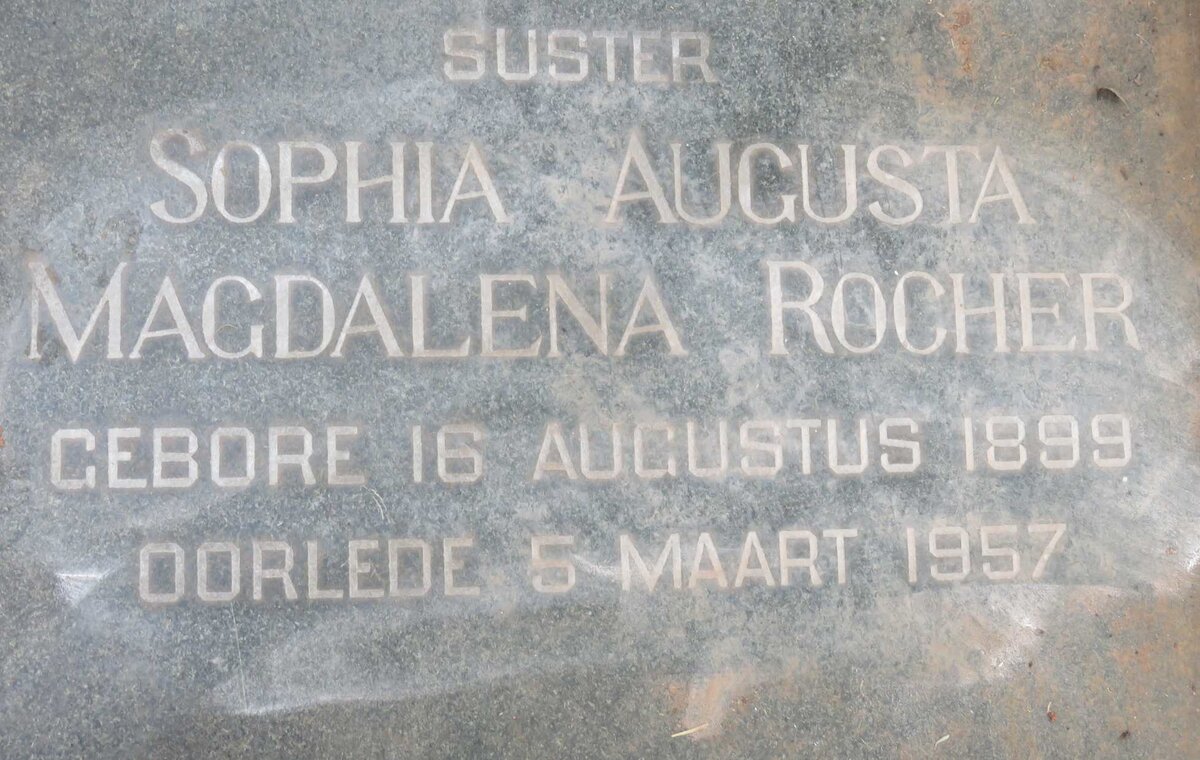 SUSTER
SOPHIA AUGUSTA
MAGDALENA ROCHER
GEBORE 16 AUGUSTUS 1899
OORLEDE 5 MAART 1957